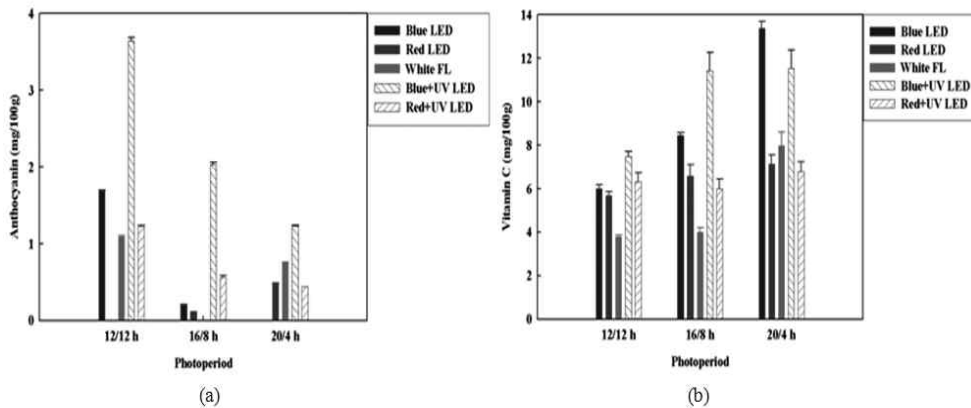 4
3
2
1
0
Anthocyanin (mg/100g)
Blue LED
Red LED
White FL
Blue+UV LED
Red+UV LED
12/12 h
16/8 h
20/4 h
Photoperiod
(a)
14
12
10
8
6
4
2
0
Vitamin C (mg/100g)
Blue LED
Red LED
White FL
Blue+UV LED
Red+UV LED
12/12 h
16/8 h
20/4 h
Photoperiod
(b)